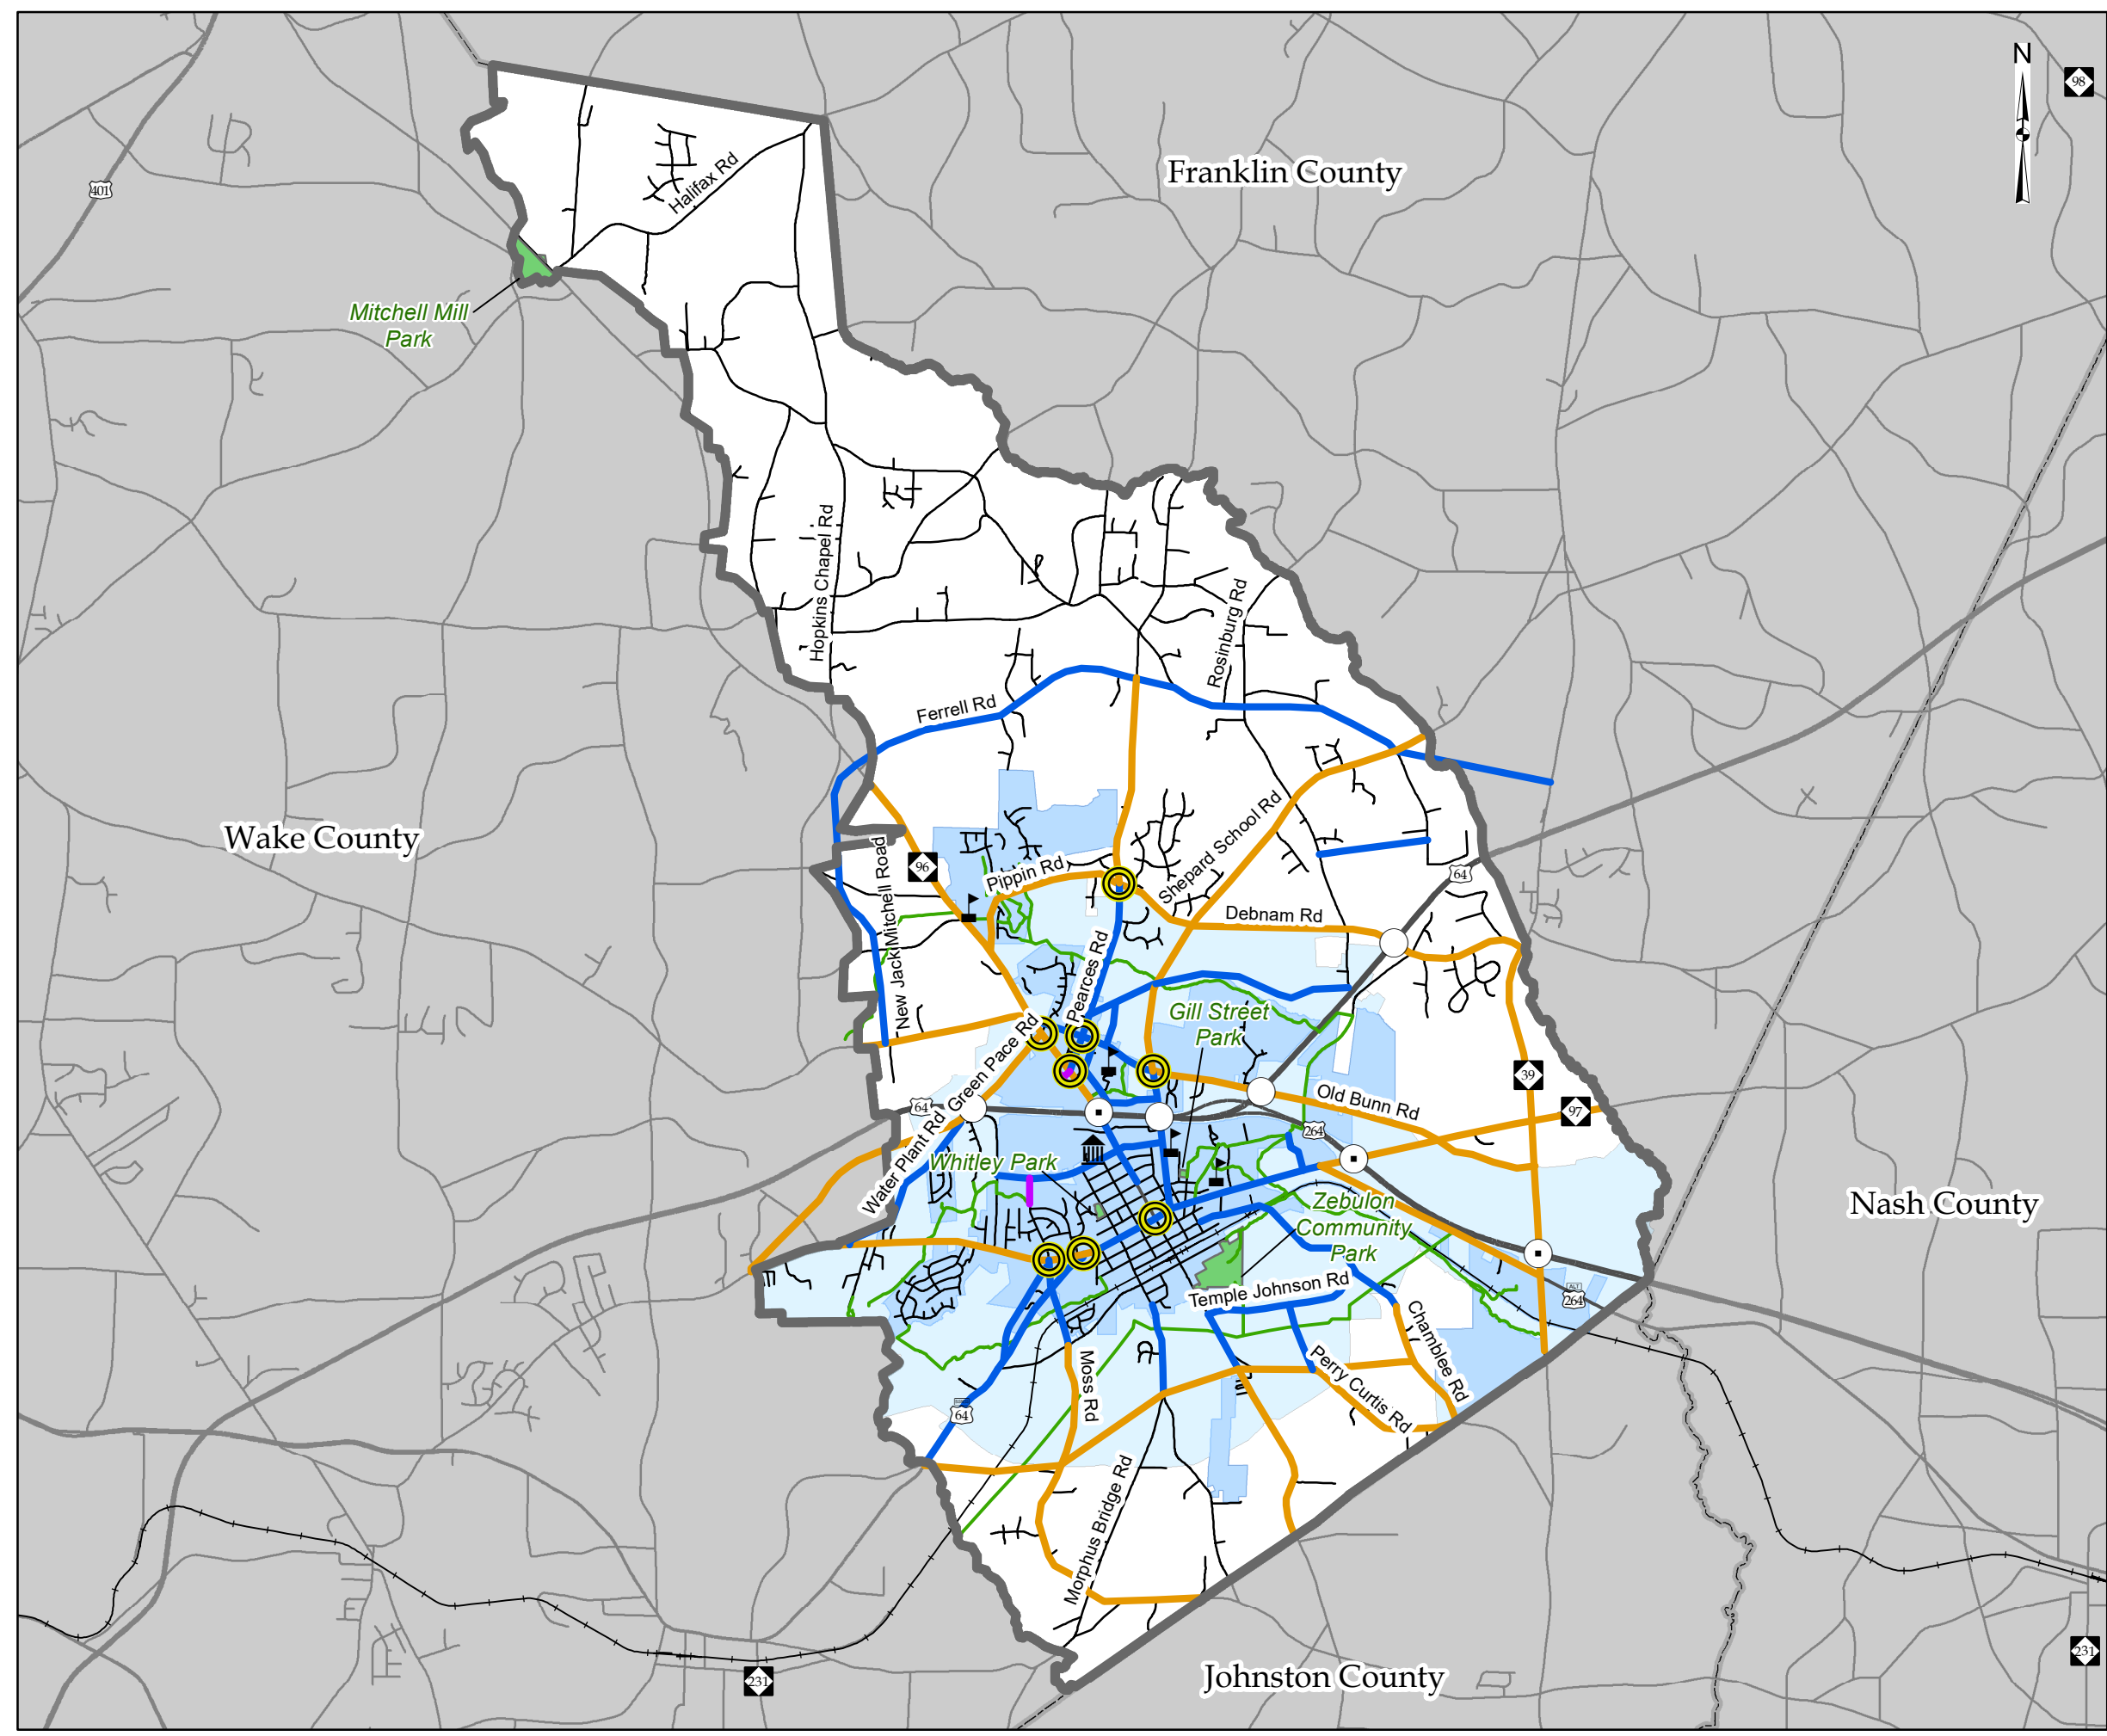 N
98
Franklin County
401
Halifax Rd
Mitchell Mill
Park
Hopkins Chapel Rd
Rosinburg Rd
Ferrell Rd
Wake County
96
New Jack Mitchell Road
Pippin Rd
Shepard School Rd
64
Debnam Rd
Pearces Rd
Gill Street
Park
Green Pace Rd
39
64
Old Bunn Rd
97
264
Water Plant Rd
Whitley Park
Zebulon
Community
Park
Nash County
Temple Johnson Rd
ALT
264
Chamblee Rd
Moss Rd
Perry Curtis Rd
64
Morphus Bridge Rd
231
Johnston County
231